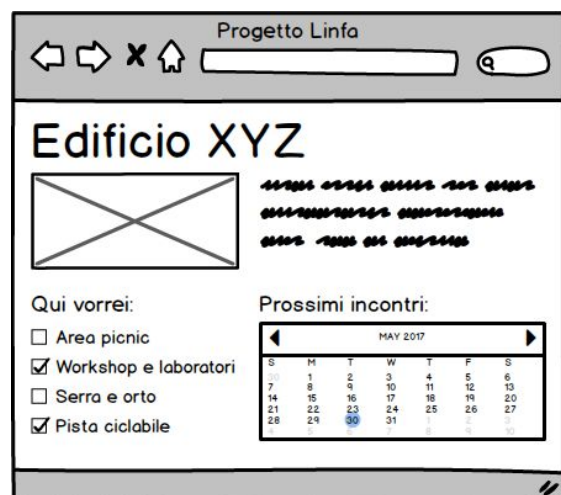 Progetto Linfa
Edificio XYZ
Qui vorrei:
Area picnic
Workshop e laboratori
Serra e orto
Pista ciclabile
Prossimi incontri:
MAY 2017
S M T W T F S
30 1 2 3 4 5 6
7 8 9 10 11 12 13
14 15 16 17 18 19 20
21 22 23 24 25 26 27
28 29 30 31 1 2 3
4 5 6 7 8 9 10